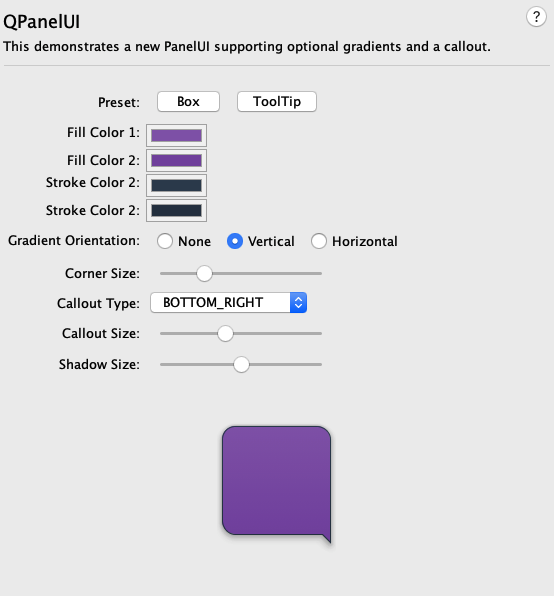 QPanelUI
?
This demonstrates a new PanelUI supporting optional gradients and a callout.
Preset: Box ToolTip
Fill Color 1:
Fill Color 2:
Stroke Color 2:
Stroke Color 2:
Gradient Orientation: None Vertical Horizontal
Corner Size:
Callout Type: BOTTOM_RIGHT
Callout Size:
Shadow Size: